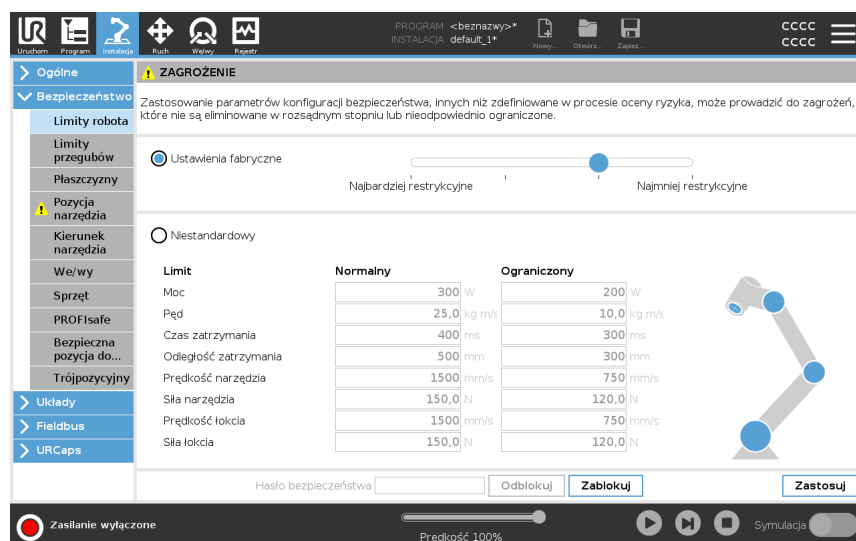 UR
PROGRAM <beznazwy>*
INSTALACJA default_1*
CCCC
CCCC
Uruchom Program Instalacja Ruch We/wy Rejestr Nowy... Otwórz... Zapisz...
Ogólne
Bezpieczeństwo
Limity robota
Limity
przegubów
Płaszczyzny
Pozycja
narzędzia
Kierunek
narzędzia
We/wy
Sprzęt
PROFIsafe
Bezpieczna
pozycja do...
Trójpozycyjny
Układy
Fieldbus
URCaps
ZAGROŻENIE
Zastosowanie parametrów konfiguracji bezpieczeństwa, innych niż zdefiniowane w procesie oceny ryzyka, może prowadzić do zagrożeń,
które nie są eliminowane w rozsądnym stopniu lub nieodpowiednio ograniczone.
Ustawienia fabryczne
Najbardziej restrykcyjne Najmniej restrykcyjne
Niestandardowy
Limit Normalny Ograniczony
Moc 300 W 200 W
Pęd 25,0 kg m/s 10,0 kg m/s
Czas zatrzymania 400 ms 300 ms
Odległość zatrzymania 500 mm 300 mm
Prędkość narzędzia 1500 mm/s 750 mm/s
Siła narzędzia 150,0 N 120,0 N
Prędkość łokcia 1500 mm/s 750 mm/s
Siła łokcia 150,0 N 120,0 N
Hasło bezpieczeństwa Odblokuj Zablokuj Zastosuj
Zasilanie wyłączone
Prędkość 100%
Symulacja